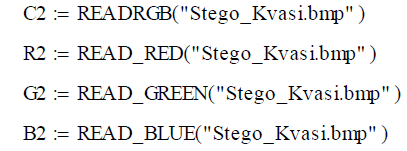 C2 := READRGB("Stego_Kvasi.bmp" )
R2 := READ_RED("Stego_Kvasi.bmp" )
G2 := READ_GREEN("Stego_Kvasi.bmp" )
B2 := READ_BLUE("Stego_Kvasi.bmp" )